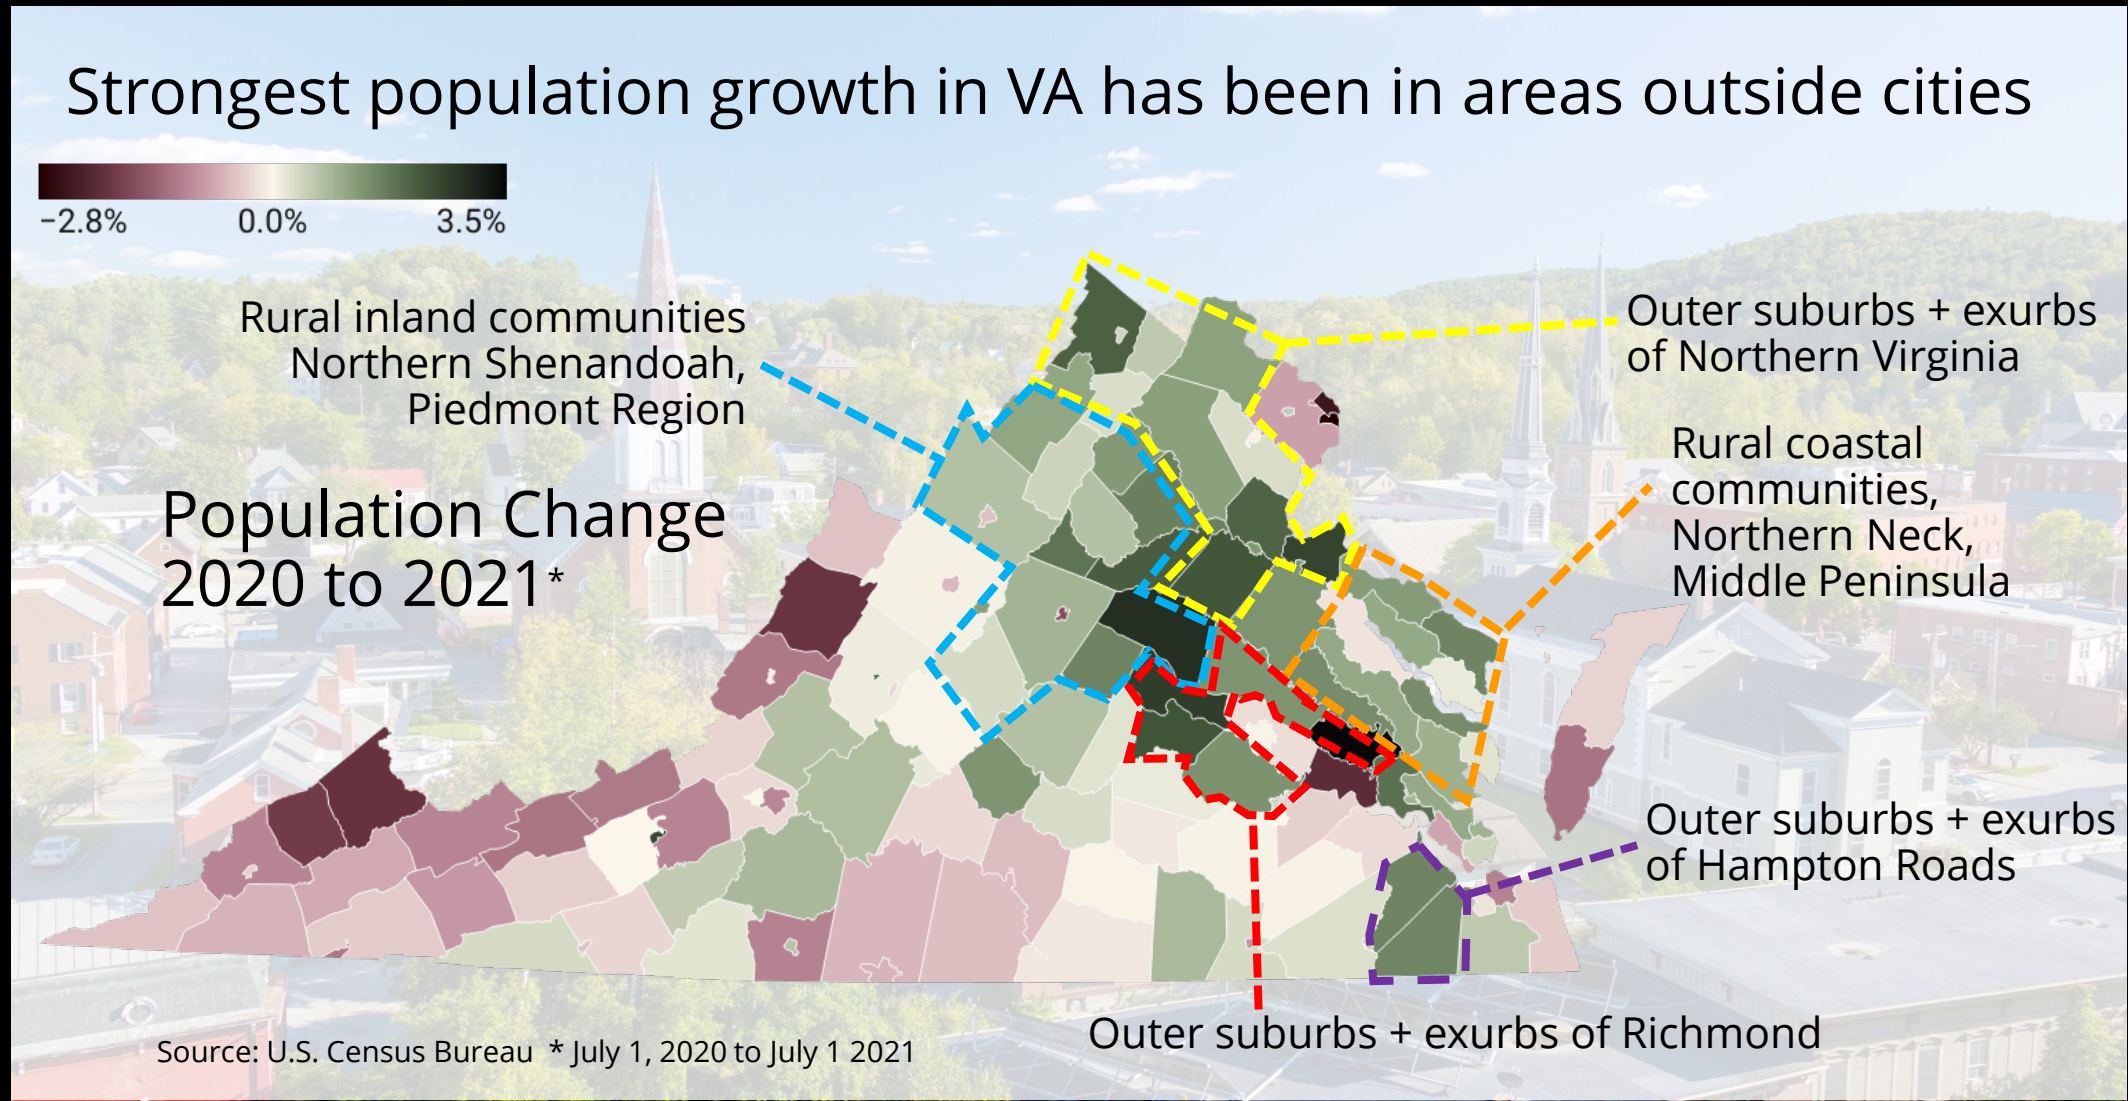 Strongest population growth in VA has been in areas outside cities
−2.8% 0.0% 3.5%
Rural inland communities
Northern Shenandoah,
Piedmont Region
Outer suburbs + exurbs
of Northern Virginia
Rural coastal
communities,
Northern Neck,
Middle Peninsula
Population Change
2020 to 2021*
Outer suburbs + exurbs
of Hampton Roads
Outer suburbs + exurbs of Richmond
Source: U.S. Census Bureau * July 1, 2020 to July 1 2021